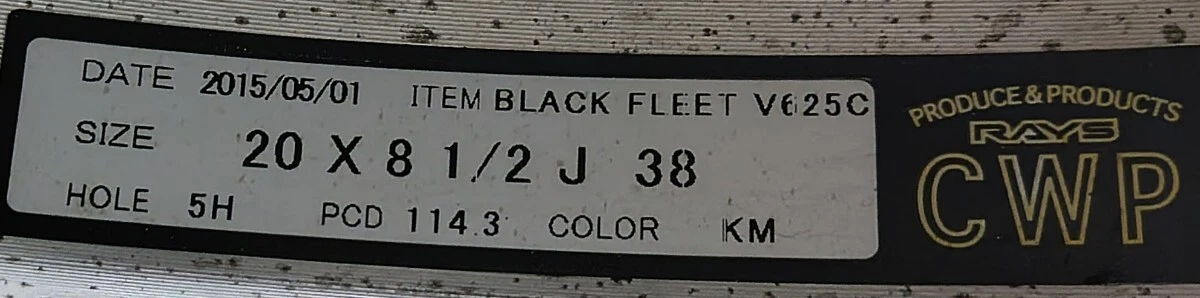 DATE 2015/05/01 ITEM BLACK FLEET V625C
SIZE 20 X 8 1/2 J 38
HOLE 5H PCD 114.3 COLOR KM
PRODUCE & PRODUCTS
RAYS
CWP